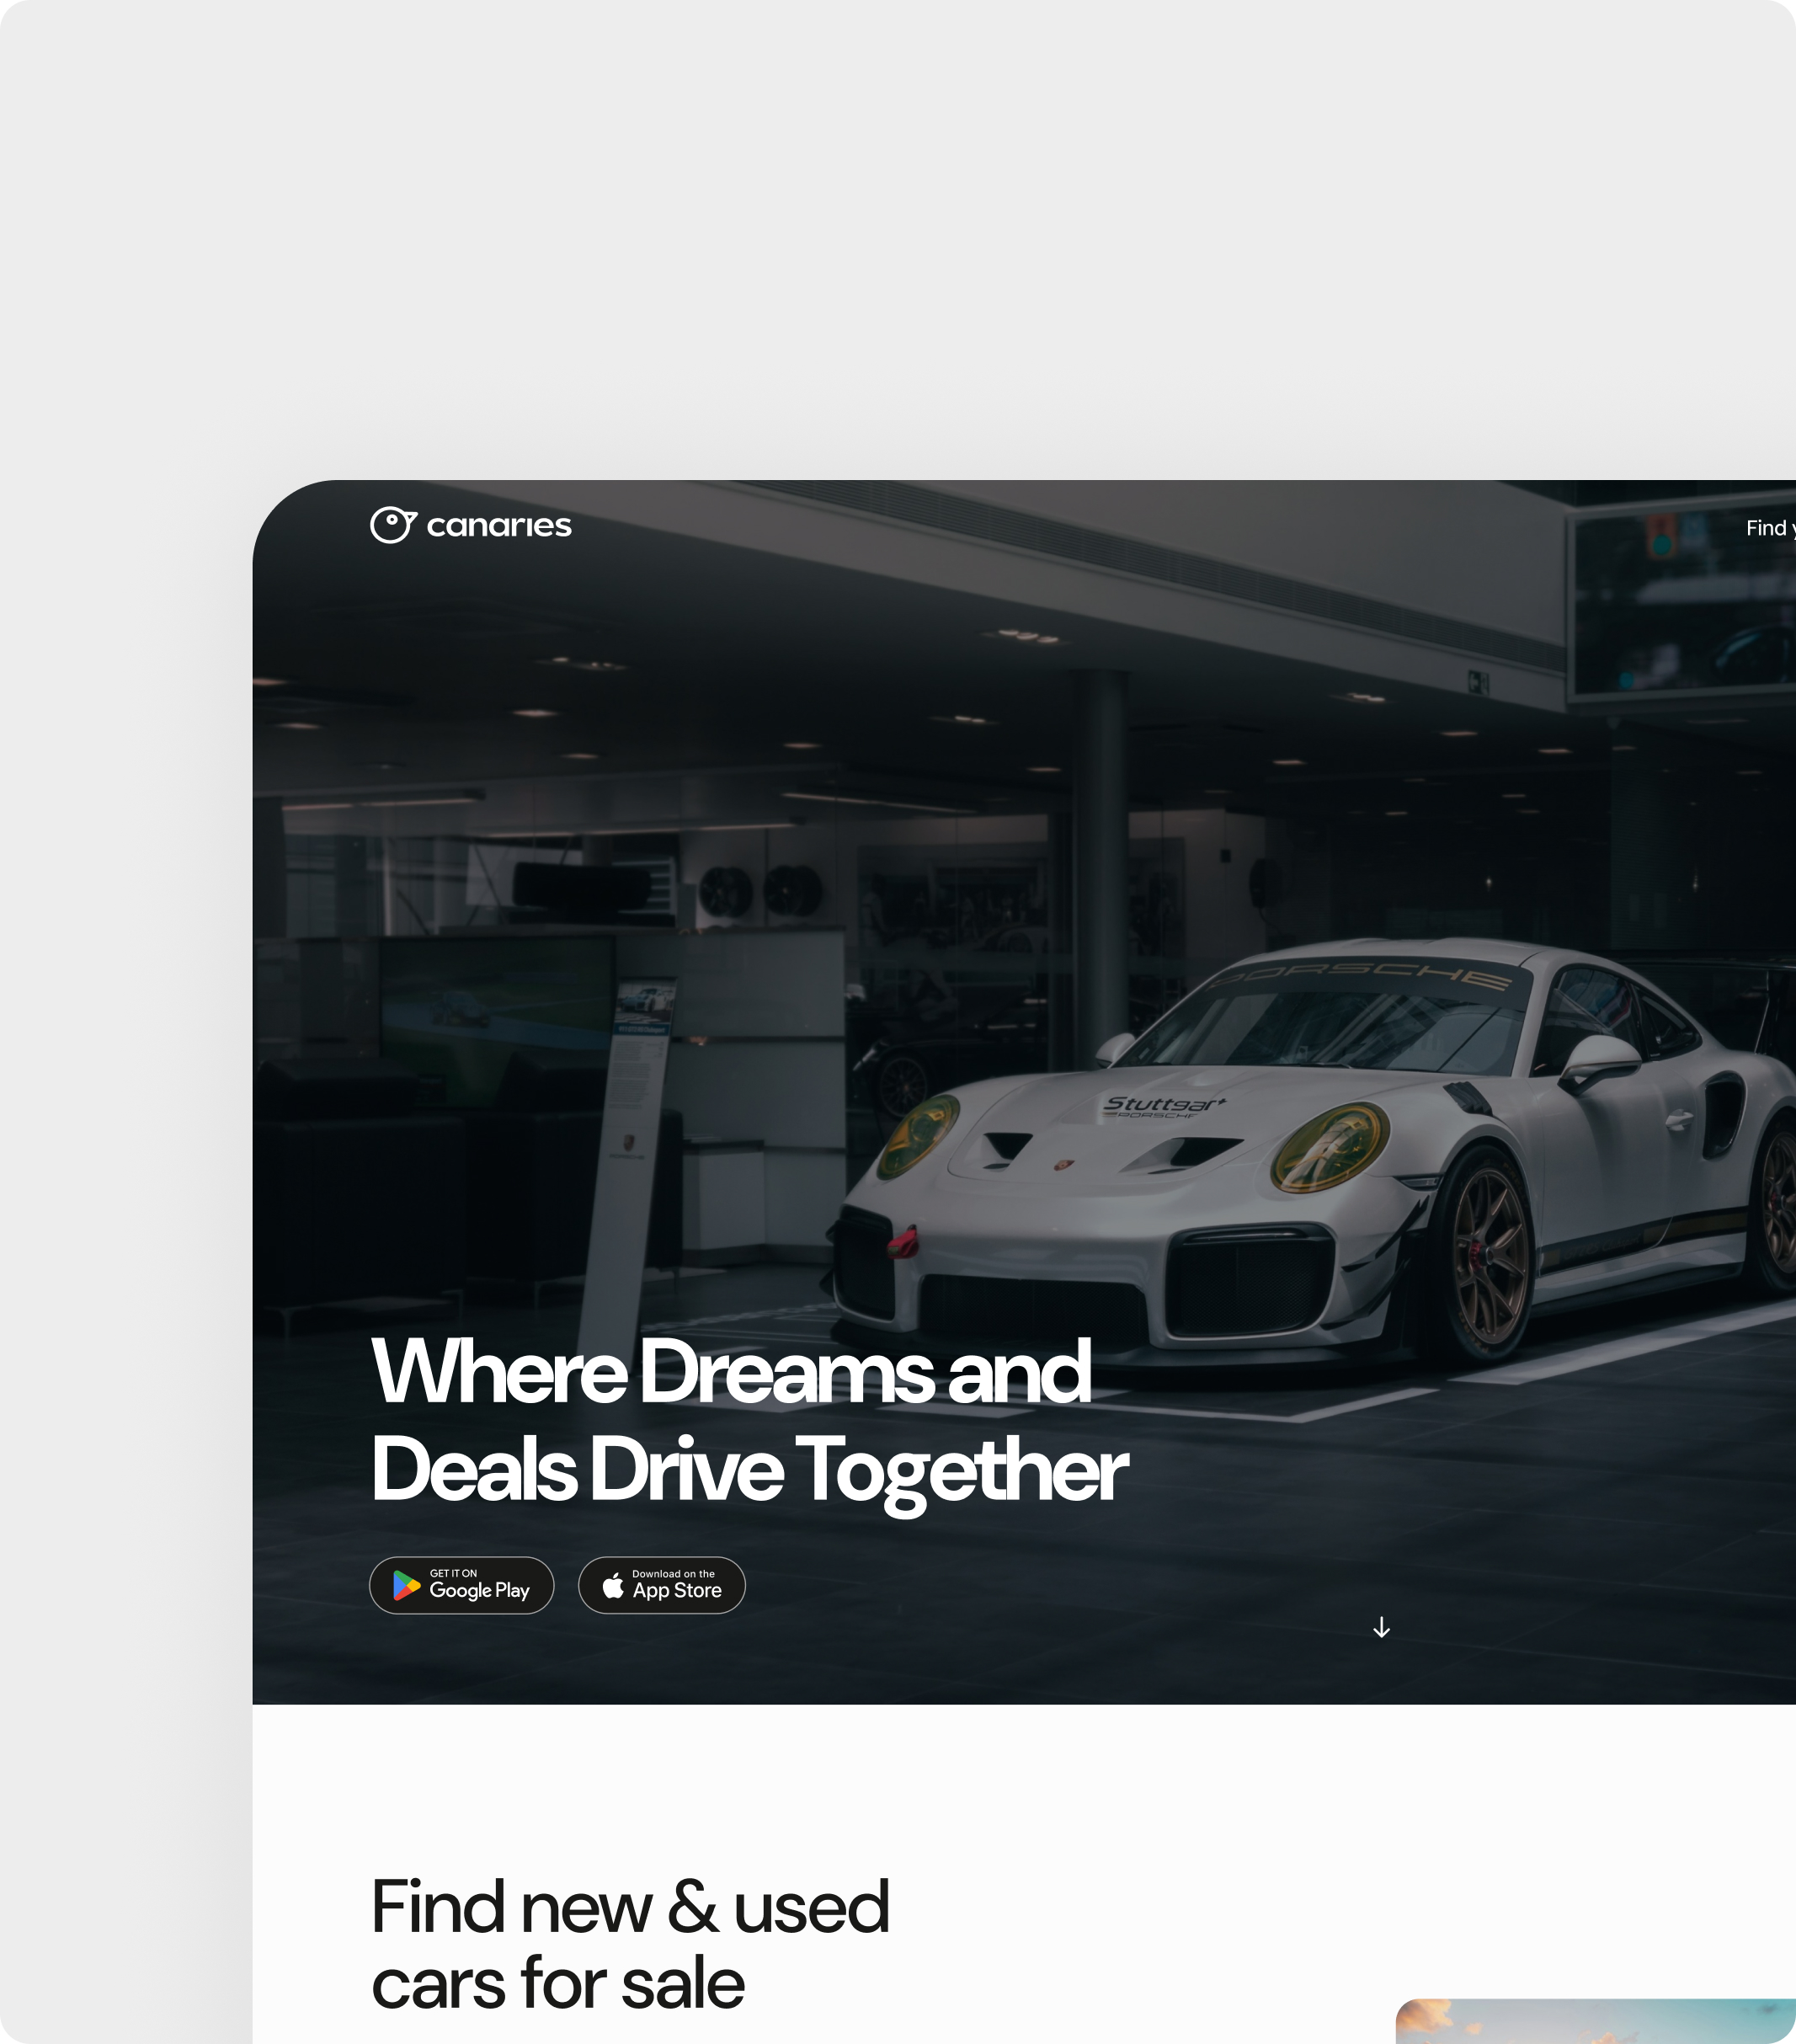 canaries
Find
PORSCHE
Stuttgart
PORSCHE
PORSCHE
Where Dreams and
Deals Drive Together
GET IT ON
Google Play
Download on the
App Store
Find new & used
cars for sale